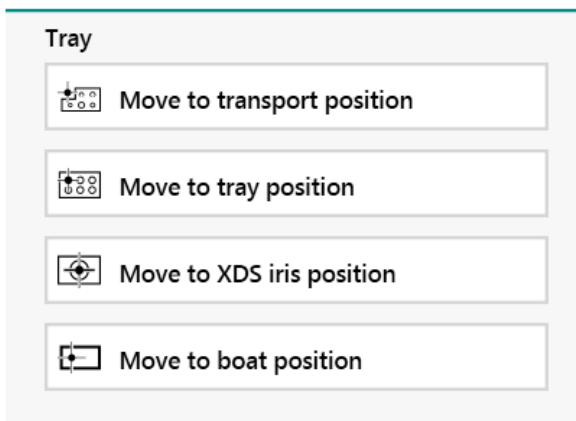 Tray
Move to transport position
Move to tray position
Move to XDS iris position
Move to boat position